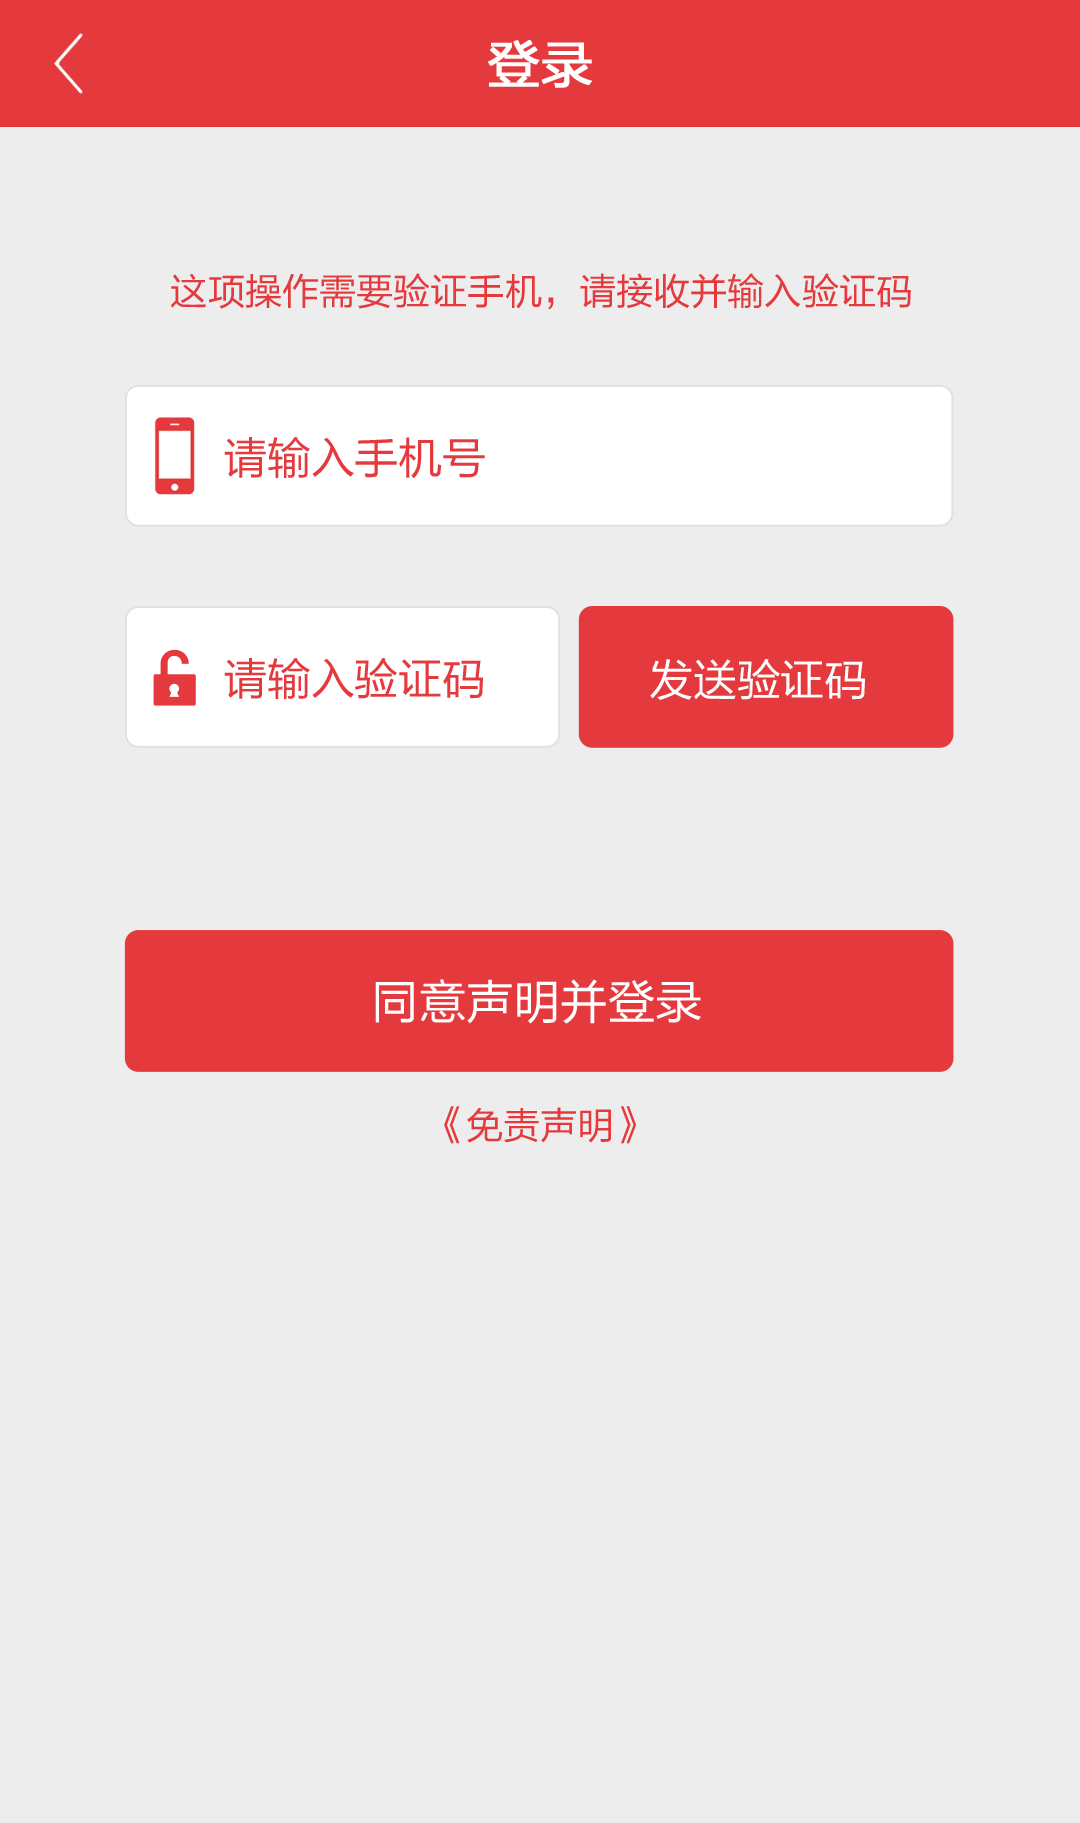 登录
这项操作需要验证手机，请接收并输入验证码
请输入手机号
请输入验证码
发送验证码
同意声明并登录
《免责声明》